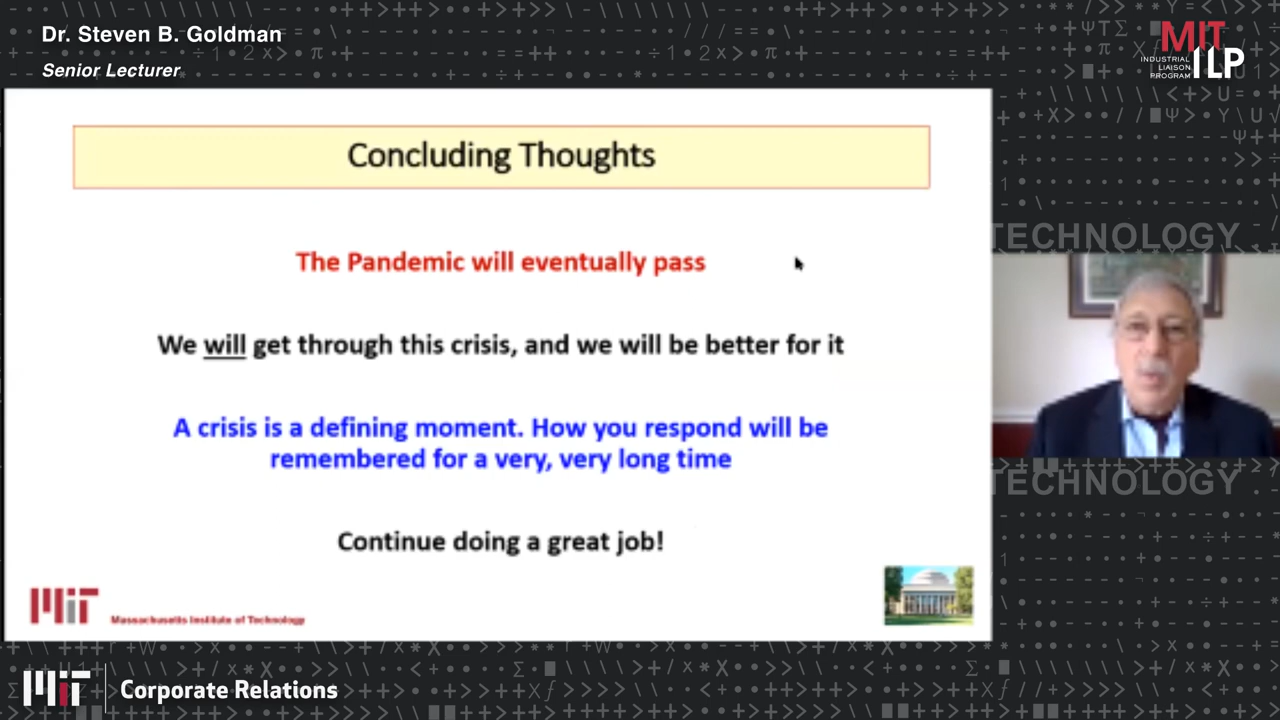 Dr. Steven B. Goldman
Senior Lecturer
MIT
INDUSTRIAL
LIAISON
PROGRAM
ILP
Concluding Thoughts
The Pandemic will eventually pass
We will get through this crisis, and we will be better for it
A crisis is a defining moment. How you respond will be
remembered for a very, very long time
Continue doing a great job!
MIT
Massachusetts Institute of Technology
TECHNOLOGY
TECHNOLOGY
MIT
Corporate Relations